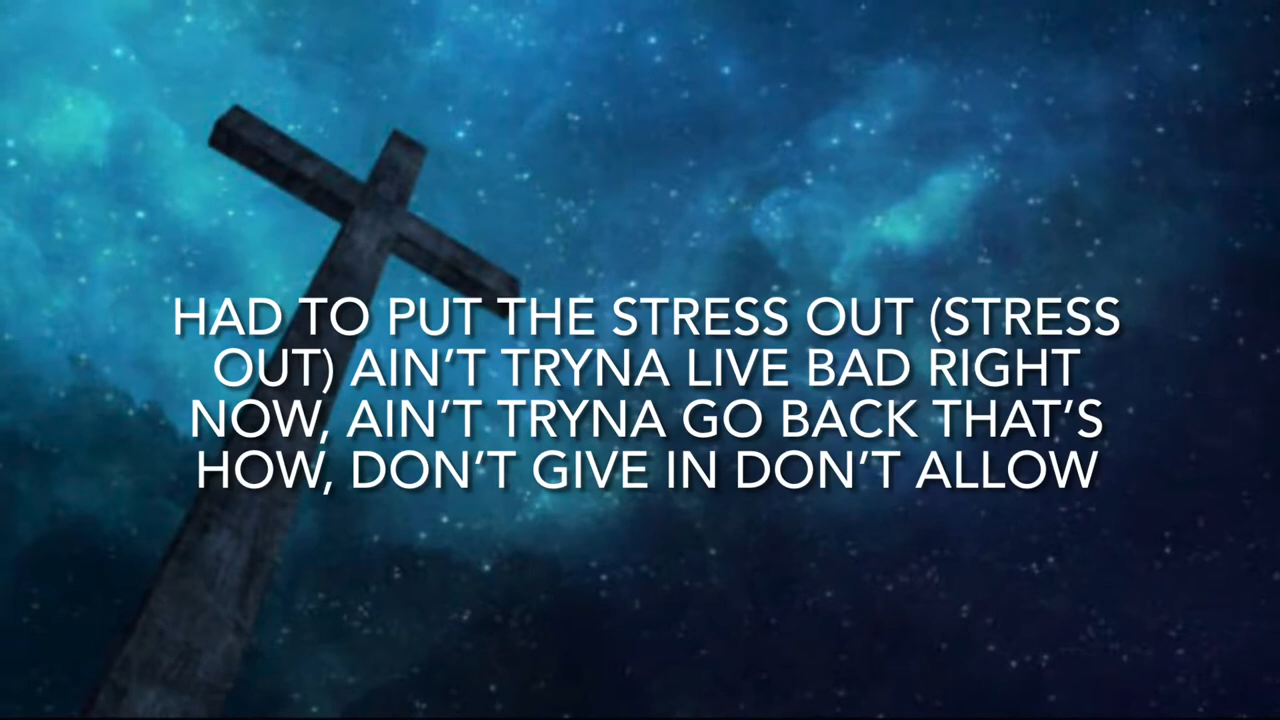 HAD TO PUT THE STRESS OUT (STRESS
OUT) AIN’T TRYNA LIVE BAD RIGHT
NOW, AIN’T TRYNA GO BACK THAT’S
HOW, DON’T GIVE IN DON’T ALLOW